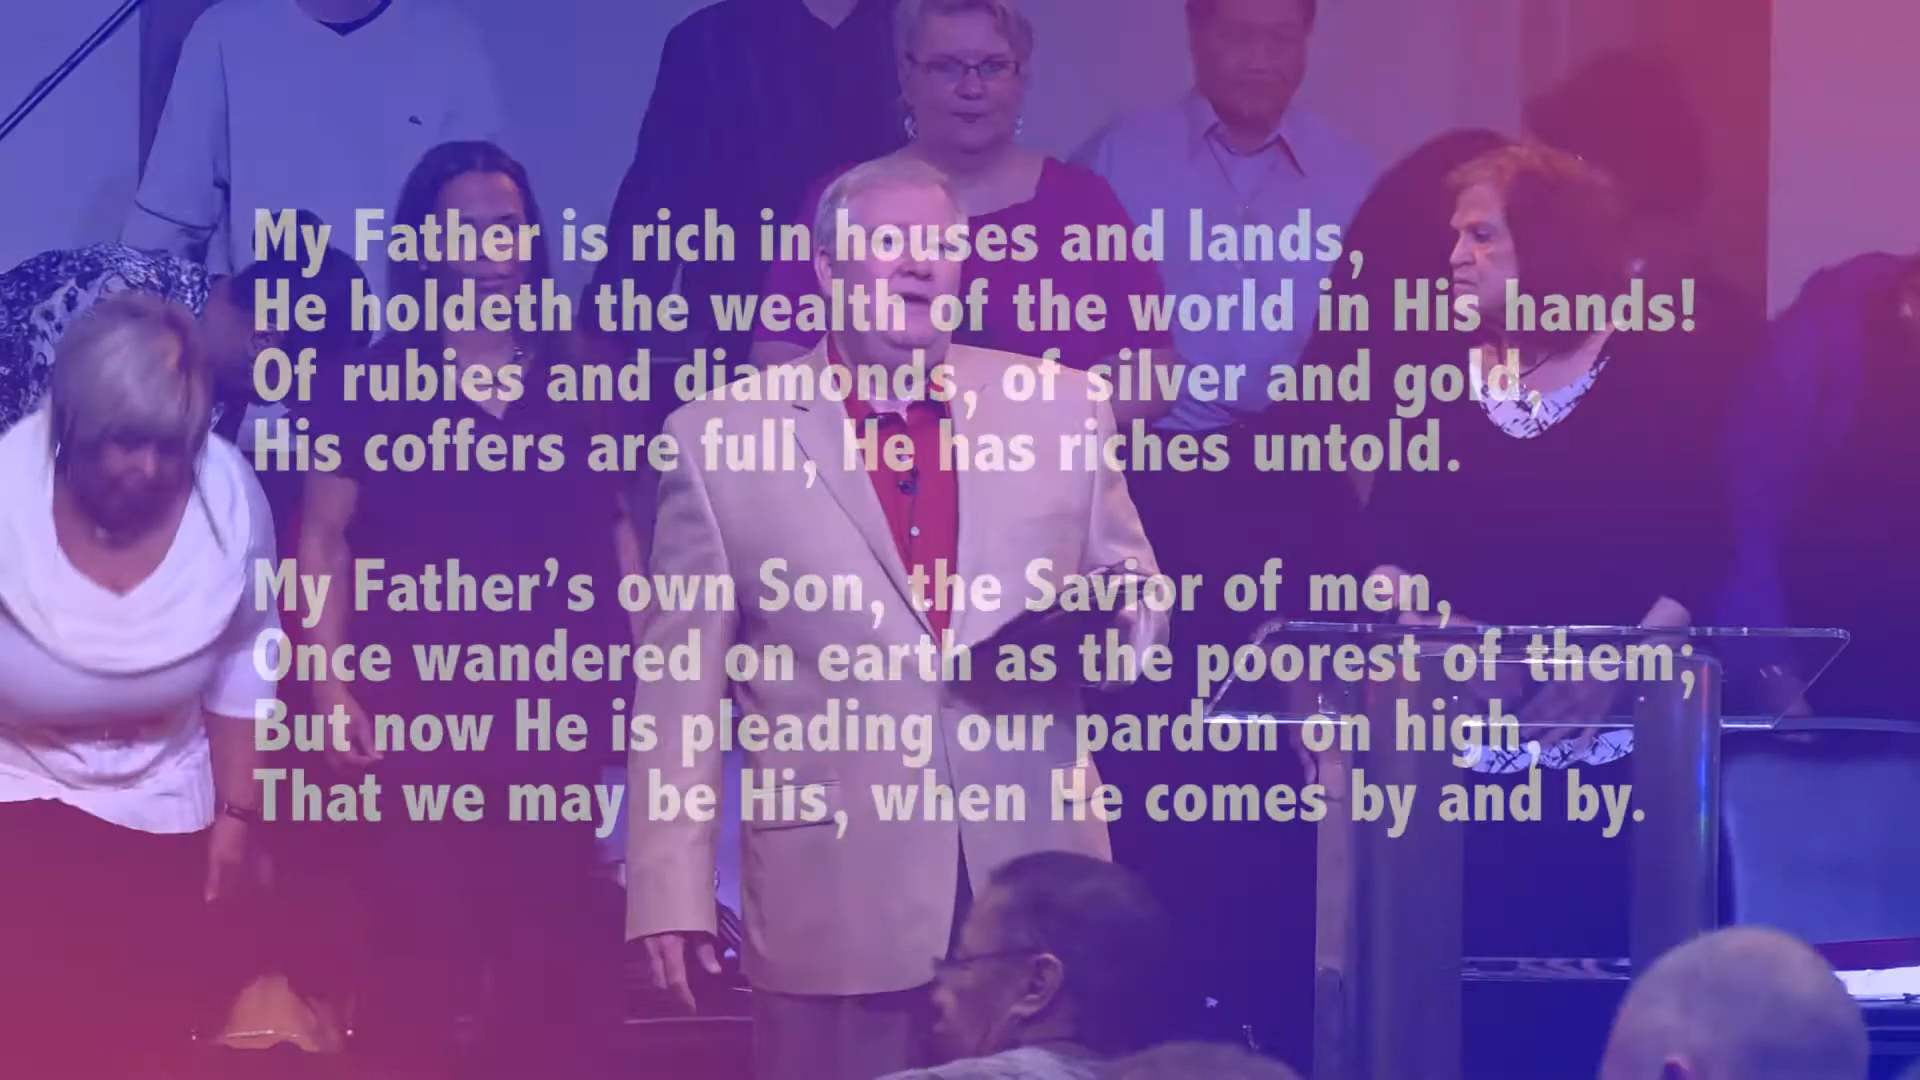 My Father is rich in houses and lands,
He holdeth the wealth of the world in His hands!
Of rubies and diamonds, of silver and gold,
His coffers are full, He has riches untold.
My Father’s own Son, the Savior of men,
Once wandered on earth as the poorest of them;
But now He is pleading our pardon on high,
That we may be His, when He comes by and by.